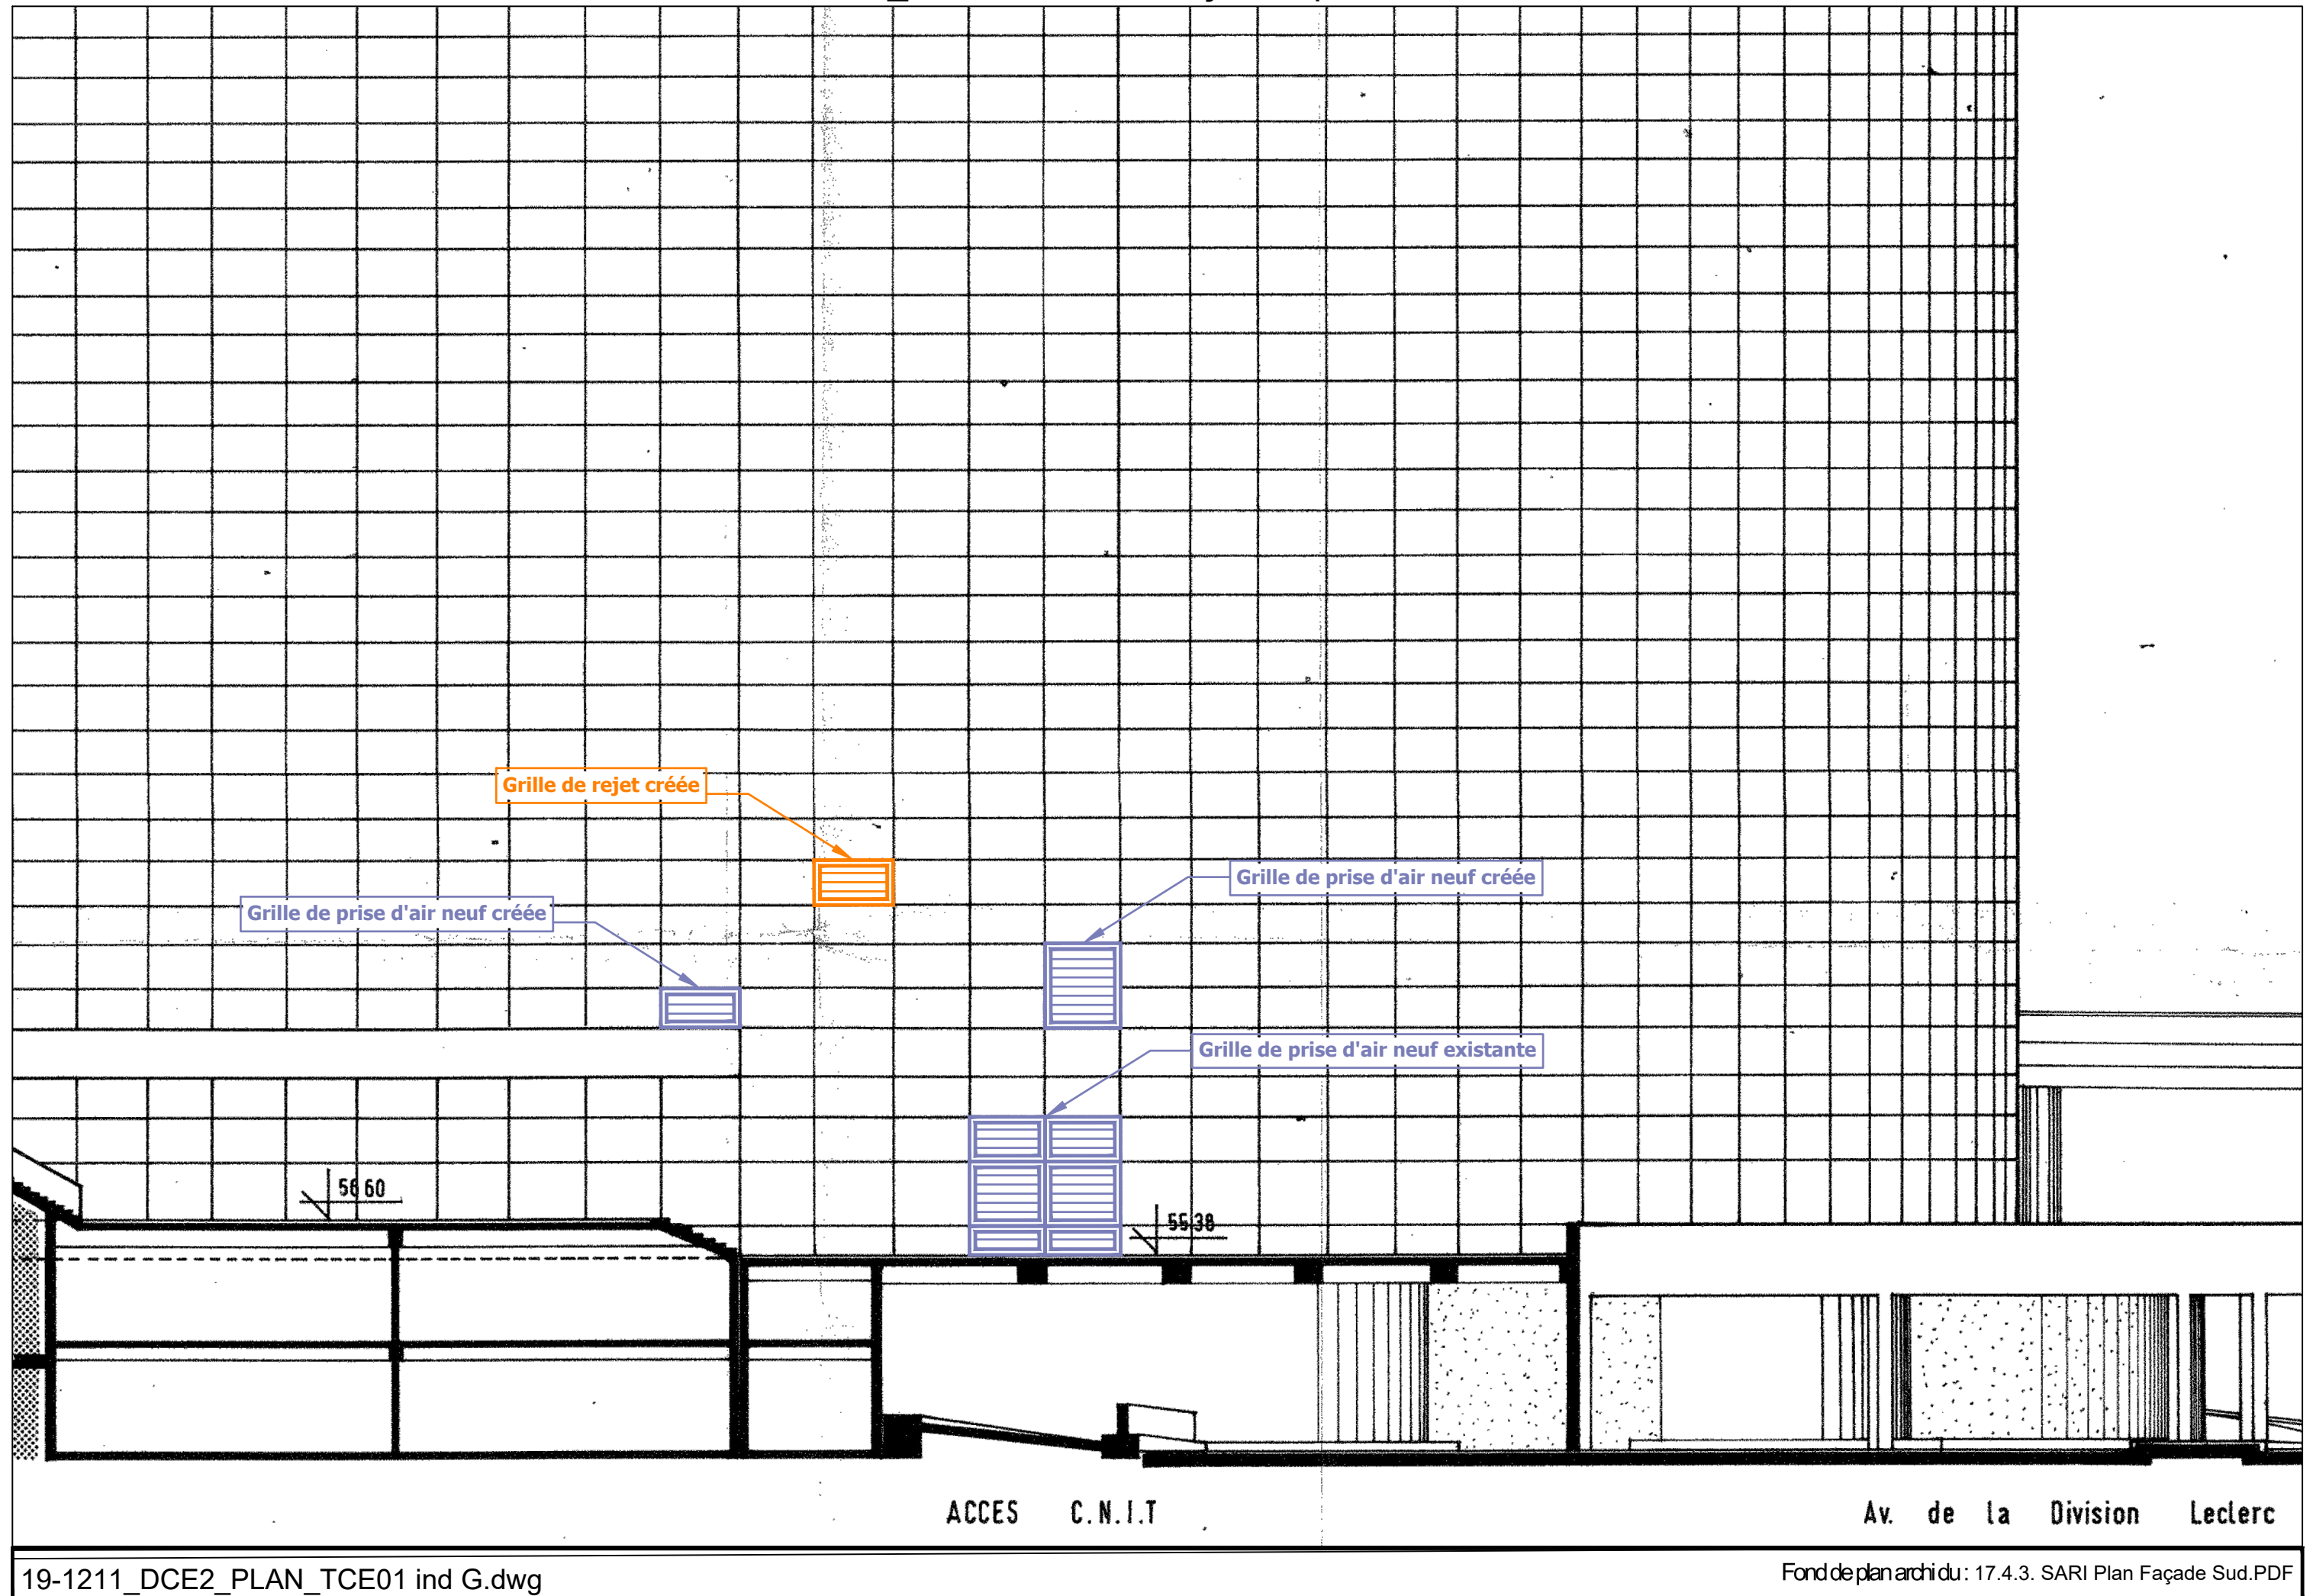 Grille de rejet créée
Grille de prise d'air neuf créée
Grille de prise d'air neuf créée
Grille de prise d'air neuf existante
56 60
55.38
ACCES C.N.I.T
Av. de la Division Leclerc
19-1211_DCE2_PLAN_TCE01 ind G.dwg
Fond de plan archi du : 17.4.3. SARI Plan Façade Sud.PDF